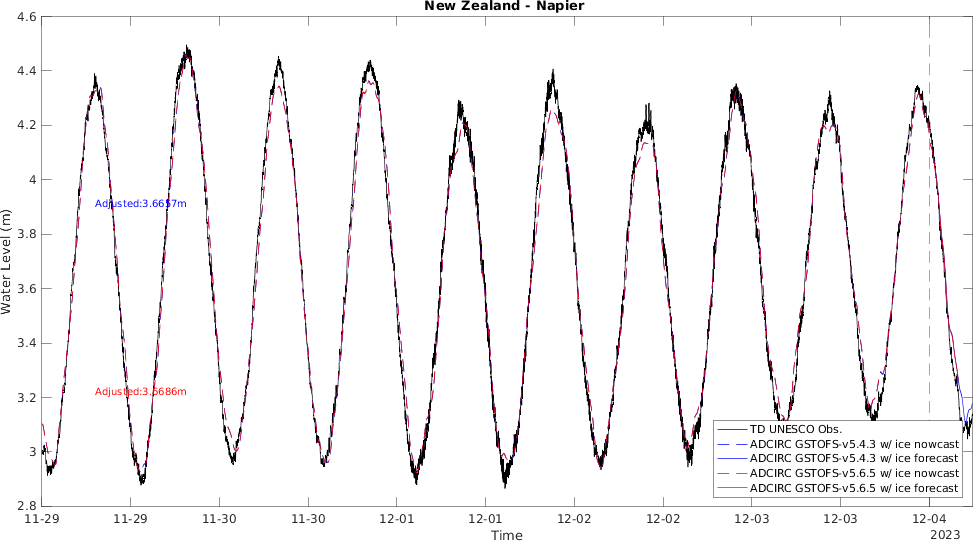 New Zealand - Napier
4.6
4.4
4.2
4
3.8
3.6
3.4
3.2
3
2.8
Water Level (m)
Adjusted:3.6657m
Adjusted:3.6686m
TD UNESCO Obs.
ADCIRC GSTOFS-v5.4.3 w/ ice nowcast
ADCIRC GSTOFS-v5.4.3 w/ ice forecast
ADCIRC GSTOFS-v5.6.5 w/ ice nowcast
ADCIRC GSTOFS-v5.6.5 w/ ice forecast
11-29 11-29 11-30 11-30 12-01 12-01 12-02 12-02 12-03 12-03 12-04
Time
2023